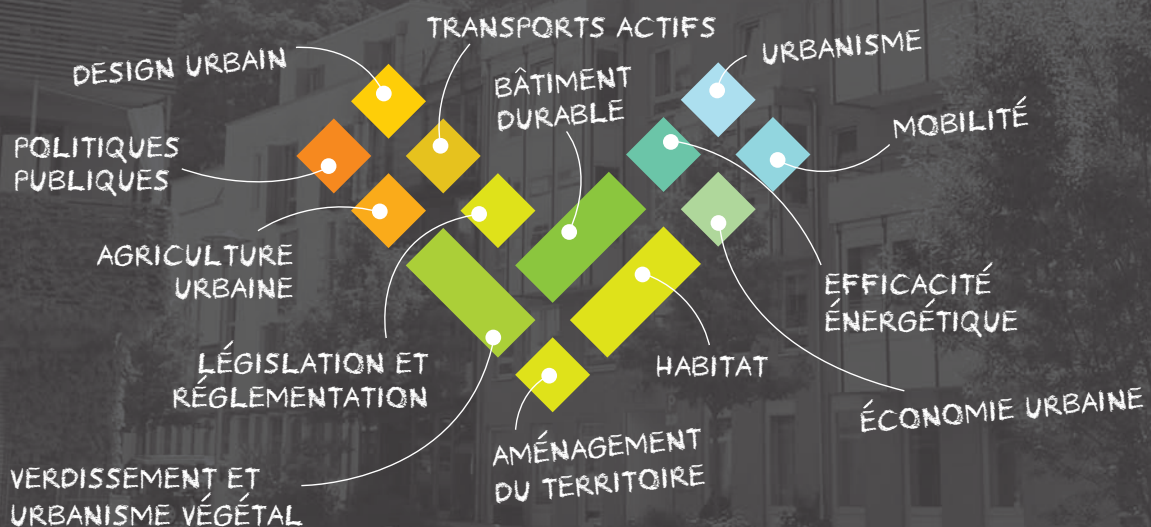 TRANSPORTS ACTIFS
DESIGN URBAIN
URBANISME
BÂTIMENT
DURABLE
MOBILITÉ
POLITIQUES
PUBLIQUES
AGRICULTURE
URBAINE
EFFICACITÉ
ÉNERGÉTIQUE
LÉGISLATION ET
RÉGLEMENTATION
HABITAT
ÉCONOMIE URBAINE
AMÉNAGEMENT
DU TERRITOIRE
VERDISSEMENT ET
URBANISME VÉGÉTAL